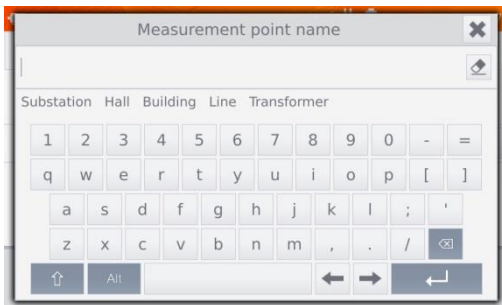 Measurement point name
Substation Hall Building Line Transformer
1 2 3 4 5 6 7 8 9 0 - =
q w e r t y u i o p [ ]
a s d f g h j k l ; '
z x c v b n m , . /
Alt